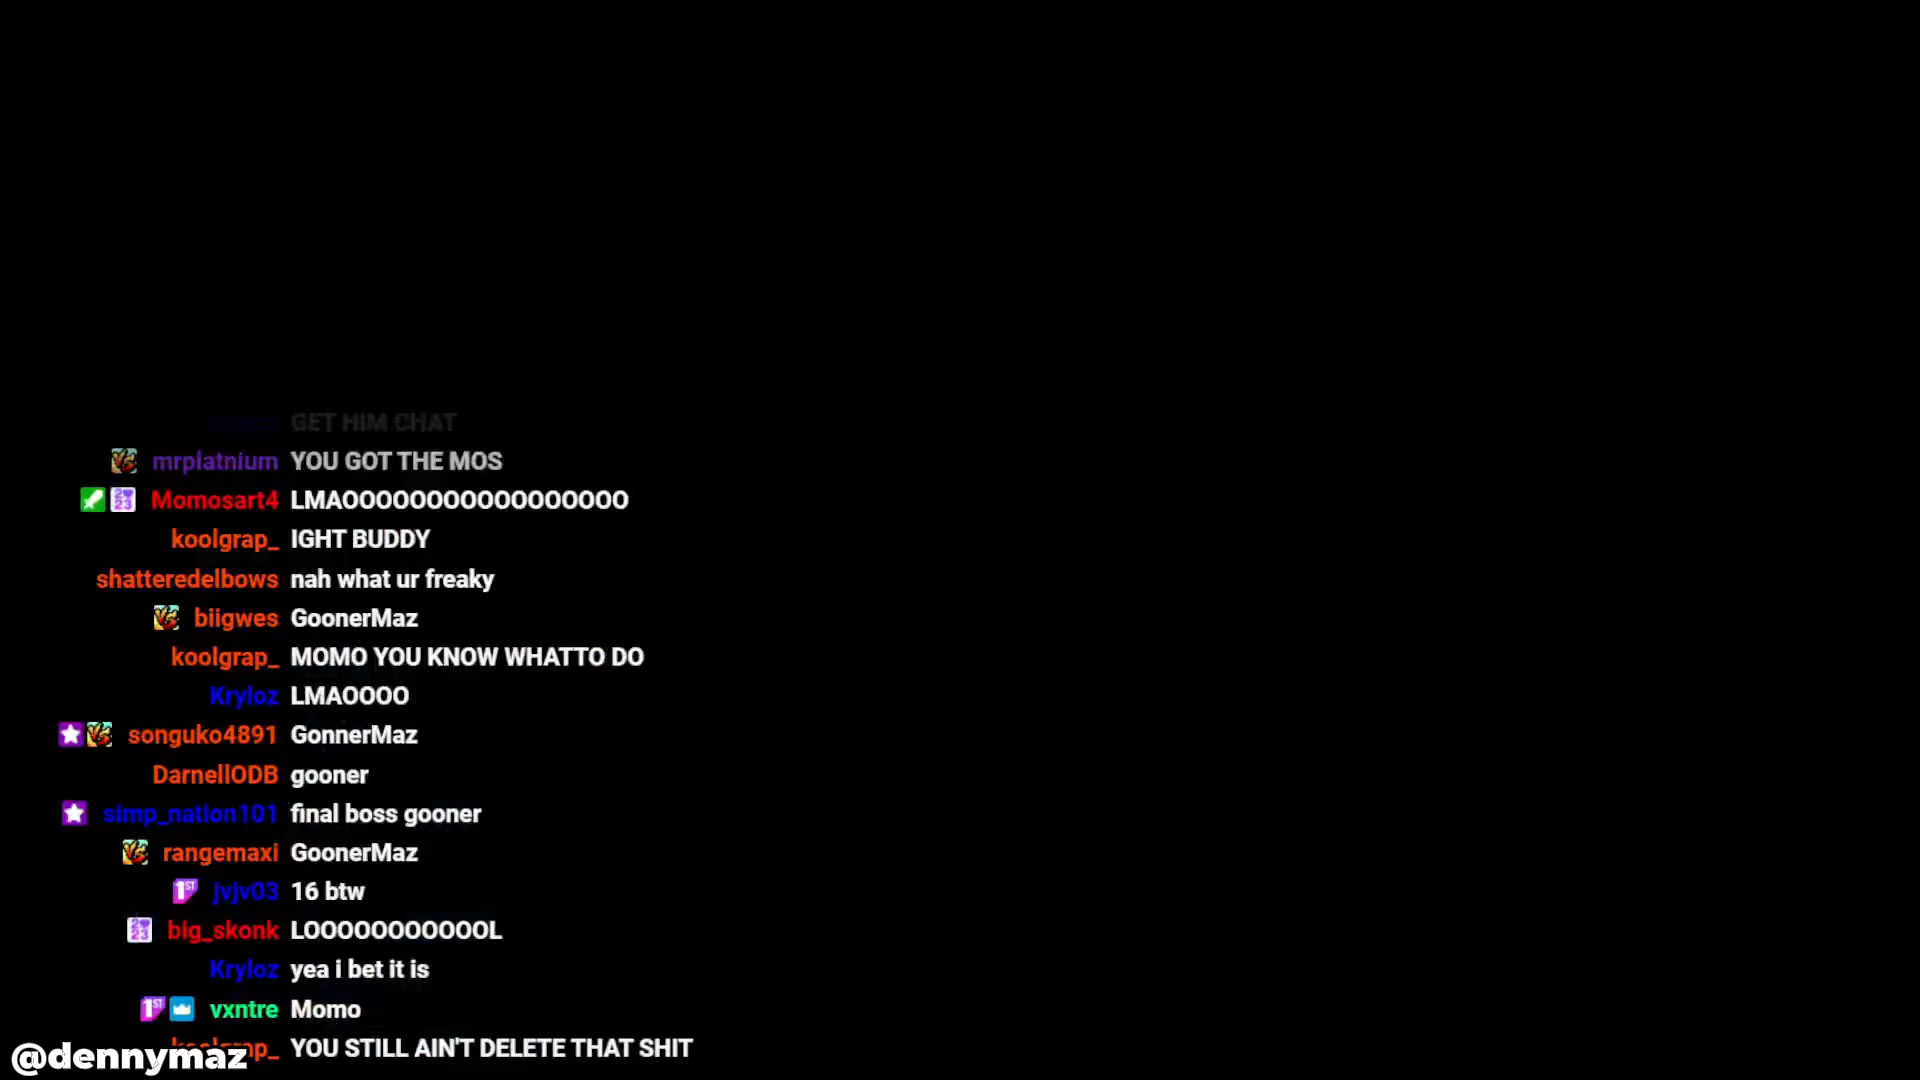 GET HIM CHAT
mrplatnium YOU GOT THE MOS
Momosart4 LMAOOOOOOOOOOOOOOOOO
koolgrap_ IGHT BUDDY
shatteredelbows nah what ur freaky
biigwes GoonerMaz
koolgrap_ MOMO YOU KNOW WHATTO DO
Kryloz LMAOOOO
songuko4891 GonnerMaz
DarnellODB gooner
simp_nation101 final boss gooner
rangemaxi GoonerMaz
1ST jvjv03 16 btw
big_skonk LOOOOOOOOOOOL
Kryloz yea i bet it is
1ST vxntre Momo
koolgrap_ YOU STILL AIN'T DELETE THAT SHIT
@dennymaz